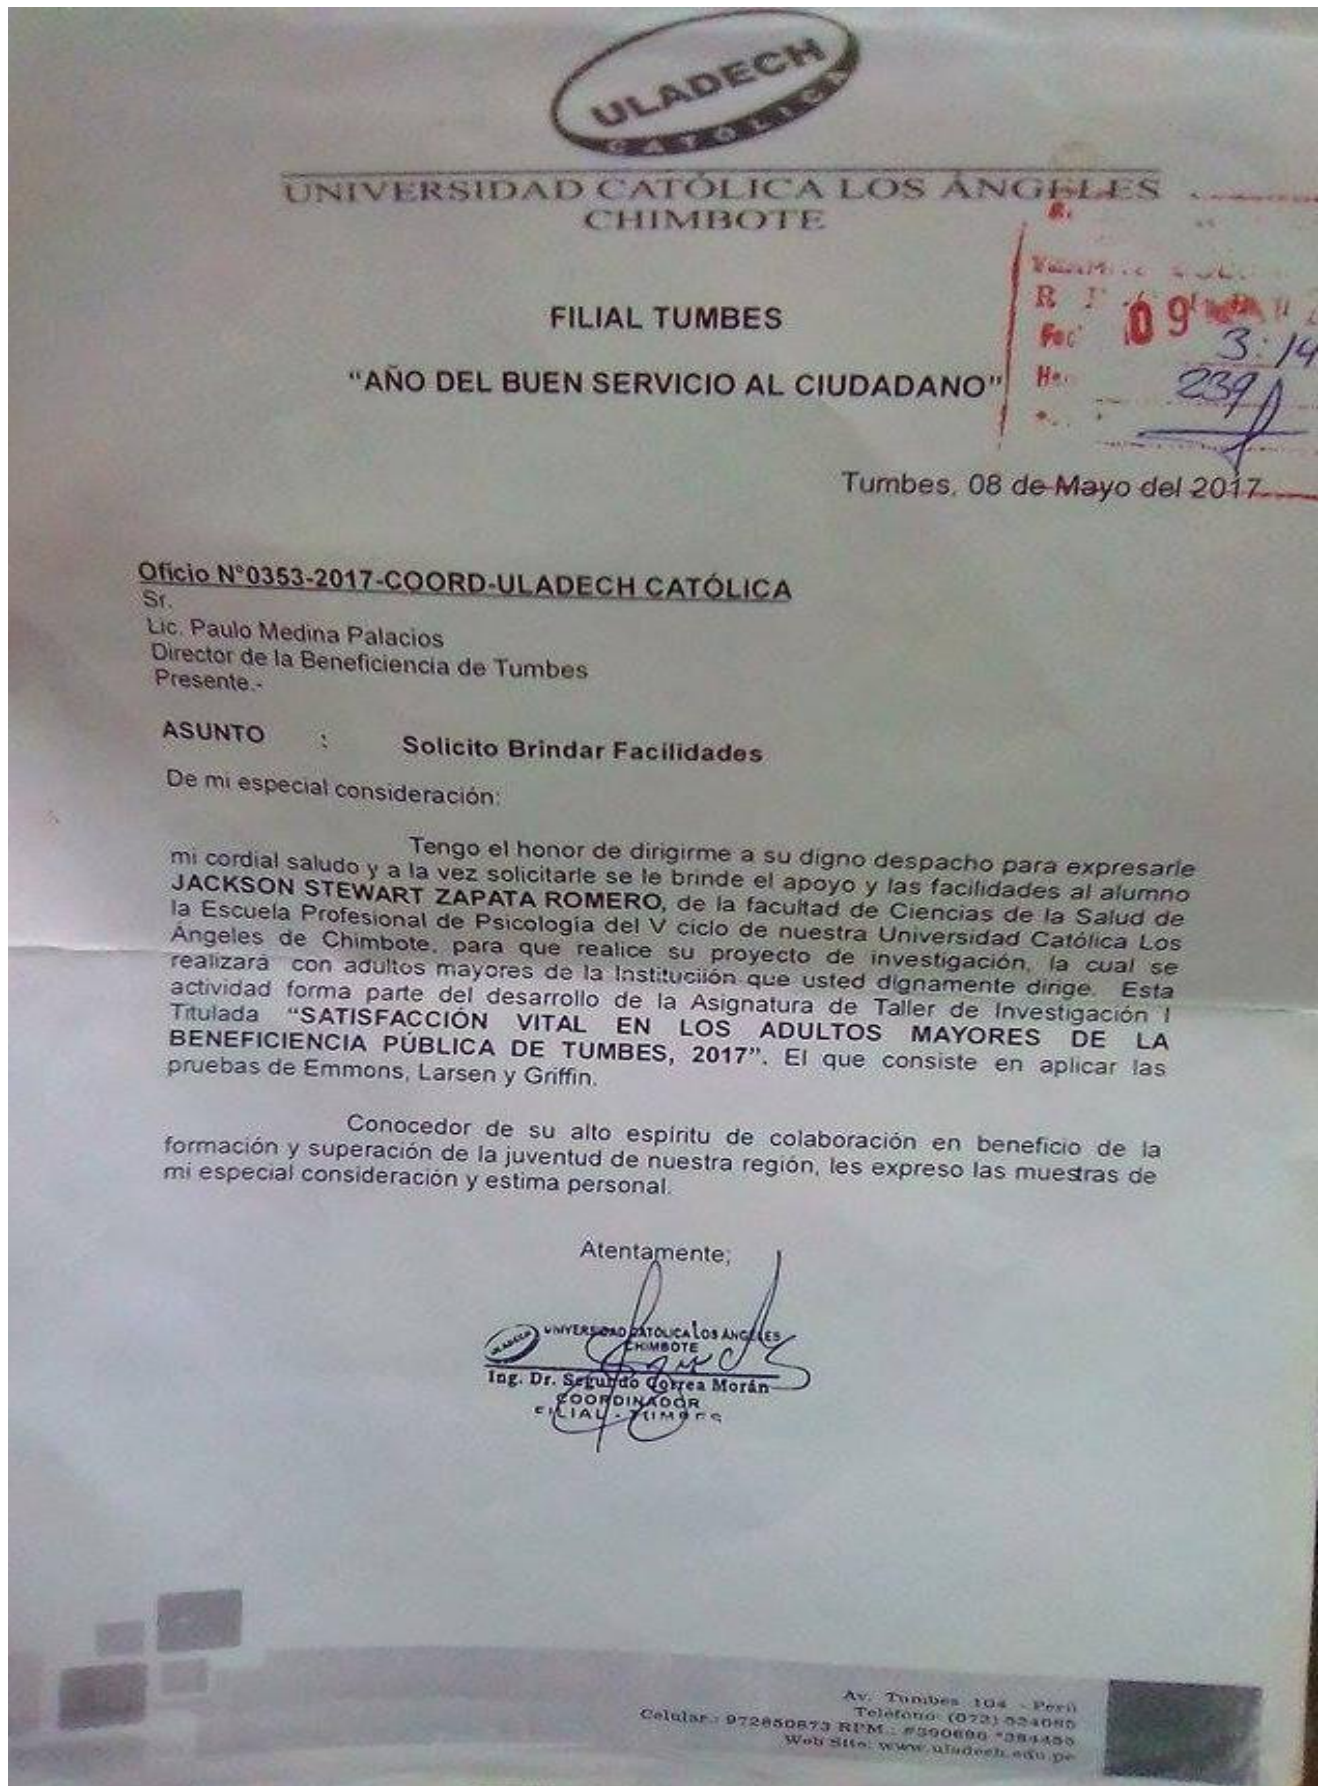 ULADECH
CATÓLICA
UNIVERSIDAD CATÓLICA LOS ÁNGELES
CHIMBOTE
FILIAL TUMBES
"AÑO DEL BUEN SERVICIO AL CIUDADANO"
09
3:14
239
Tumbes, 08 de Mayo del 2017
Oficio N°0353-2017-COORD-ULADECH CATÓLICA
Sr.
Lic. Paulo Medina Palacios
Director de la Beneficiencia de Tumbes
Presente.-
ASUNTO : Solicito Brindar Facilidades
De mi especial consideración:
Tengo el honor de dirigirme a su digno despacho para expresarle
mi cordial saludo y a la vez solicitarle se le brinde el apoyo y las facilidades al alumno
JACKSON STEWART ZAPATA ROMERO, de la facultad de Ciencias de la Salud de
la Escuela Profesional de Psicología del V ciclo de nuestra Universidad Católica Los
Ángeles de Chimbote, para que realice su proyecto de investigación, la cual se
realizará con adultos mayores de la Instituciión que usted dignamente dirige. Esta
actividad forma parte del desarrollo de la Asignatura de Taller de Investigación I
Titulada "SATISFACCIÓN VITAL EN LOS ADULTOS MAYORES DE LA
BENEFICIENCIA PÚBLICA DE TUMBES, 2017". El que consiste en aplicar las
pruebas de Emmons, Larsen y Griffin.
Conocedor de su alto espíritu de colaboración en beneficio de la
formación y superación de la juventud de nuestra región, les expreso las muestras de
mi especial consideración y estima personal.
Atentamente;
ULADECH
UNIVERSIDAD CATOLICA LOS ANGELES
CHIMBOTE
Ing. Dr. Segundo Correa Morán
COORDINADOR
FILIAL - TUMBES
Av. Tumbes 104 - Perú
Teléfono: (072) 524085
Celular.: 972850873 RPM.: #390686 *384455
Web Site: www.uladech.edu.pe